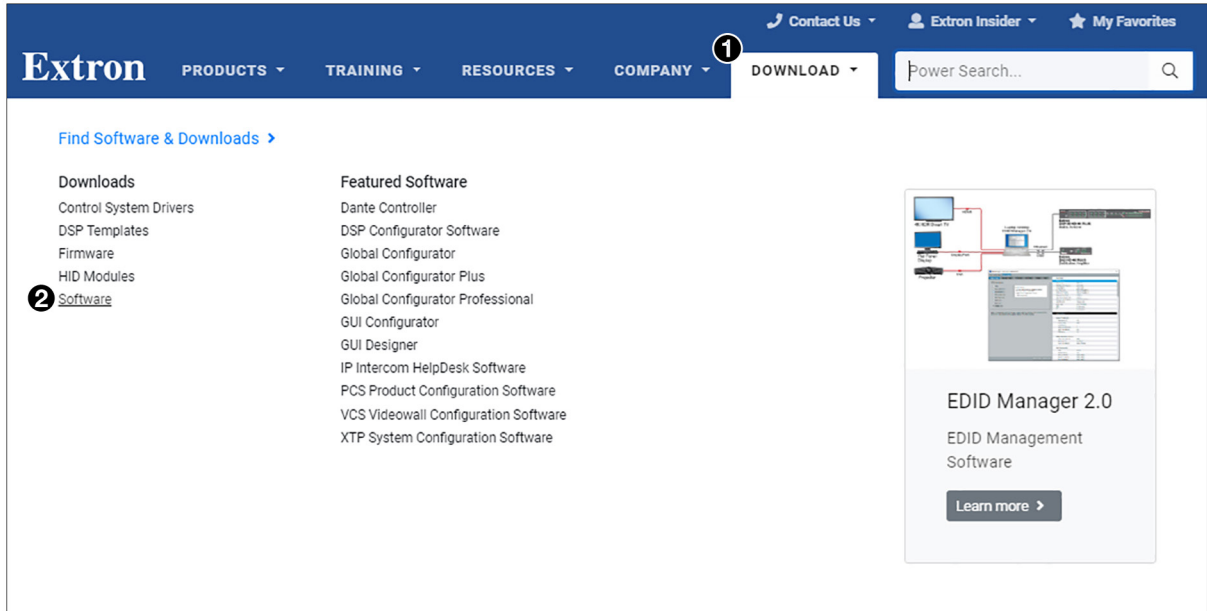 Contact Us
Extron Insider
My Favorites
1
Extron
PRODUCTS
TRAINING
RESOURCES
COMPANY
DOWNLOAD
Power Search...
Find Software & Downloads
Downloads
Control System Drivers
DSP Templates
Firmware
HID Modules
2
Software
Featured Software
Dante Controller
DSP Configurator Software
Global Configurator
Global Configurator Plus
Global Configurator Professional
GUI Configurator
GUI Designer
IP Intercom HelpDesk Software
PCS Product Configuration Software
VCS Videowall Configuration Software
XTP System Configuration Software
Projector
EDID Manager 2.0
EDID Management
Software
Learn more